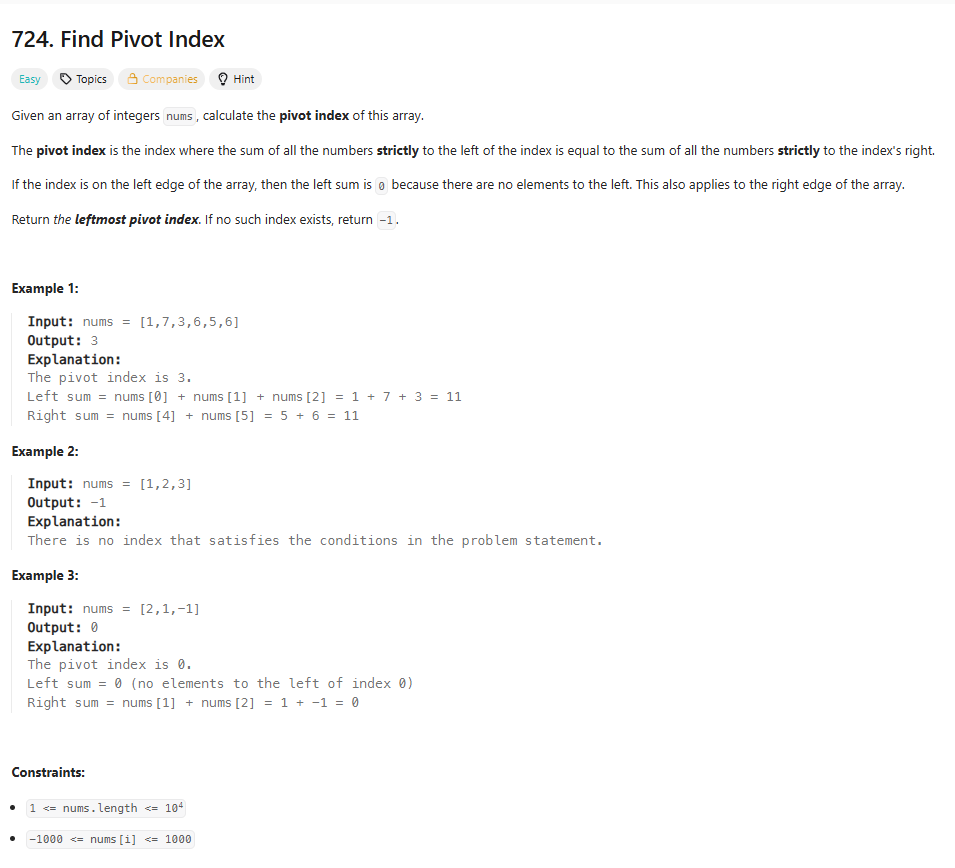 724. Find Pivot Index
Easy Topics Companies Hint
Given an array of integers nums, calculate the pivot index of this array.
The pivot index is the index where the sum of all the numbers strictly to the left of the index is equal to the sum of all the numbers strictly to the index's right.
If the index is on the left edge of the array, then the left sum is 0 because there are no elements to the left. This also applies to the right edge of the array.
Return the leftmost pivot index. If no such index exists, return -1.
Example 1:
Input: nums = [1,7,3,6,5,6]
Output: 3
Explanation:
The pivot index is 3.
Left sum = nums[0] + nums[1] + nums[2] = 1 + 7 + 3 = 11
Right sum = nums[4] + nums[5] = 5 + 6 = 11
Example 2:
Input: nums = [1,2,3]
Output: -1
Explanation:
There is no index that satisfies the conditions in the problem statement.
Example 3:
Input: nums = [2,1,-1]
Output: 0
Explanation:
The pivot index is 0.
Left sum = 0 (no elements to the left of index 0)
Right sum = nums[1] + nums[2] = 1 + -1 = 0
Constraints:
• 1 <= nums.length <= 10⁴
• -1000 <= nums[i] <= 1000